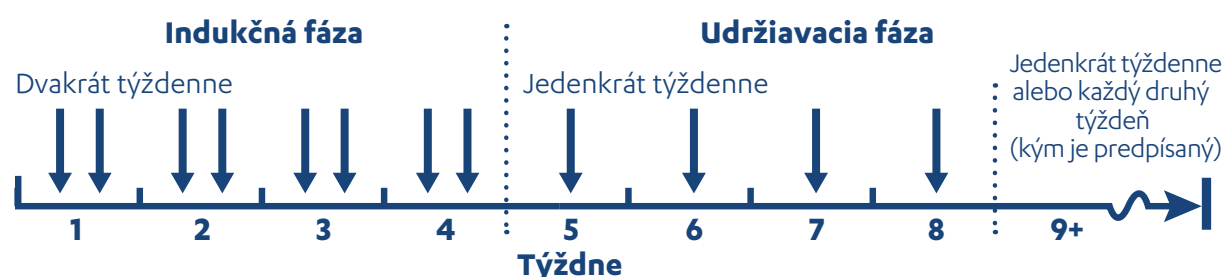 Indukčná fáza
Udržiavacia fáza
Dvakrát týždenne
Jedenkrát týždenne
Jedenkrát týždenne
alebo každý druhý
týždeň
(kým je predpísaný)
1 2 3 4 5 6 7 8 9+
Týždne